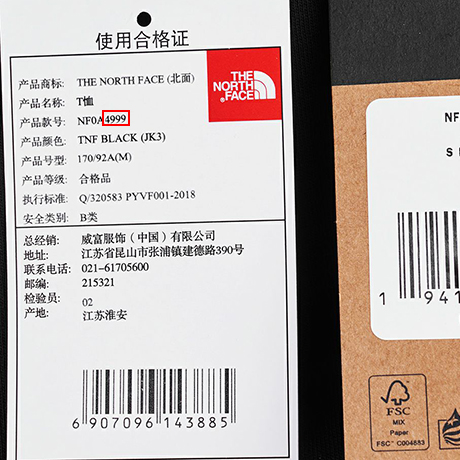 使用合格证
产品商标: THE NORTH FACE (北面)
产品名称: T恤
产品款号: NF0A4999
产品颜色: TNF BLACK (JK3)
产品号型: 170/92A(M)
产品等级: 合格品
执行标准: Q/320583 PYVF001-2018
安全类别: B类
THE
NORTH
FACE
总经销: 威富服饰（中国）有限公司
地址: 江苏省昆山市张浦镇建德路390号
联系电话: 021-61705600
邮编: 215321
检验员: 02
产地: 江苏淮安
6 907096 143885
NF
S
1 941
FSC
MIX
Paper
FSC™ C004883